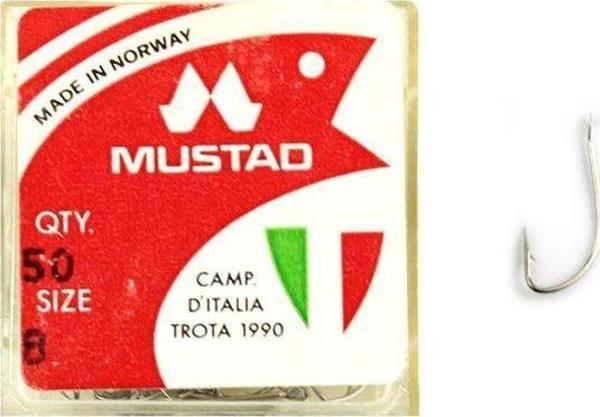 MADE IN NORWAY
MUSTAD
QTY.
50
SIZE
8
CAMP.
D'ITALIA
TROTA 1990